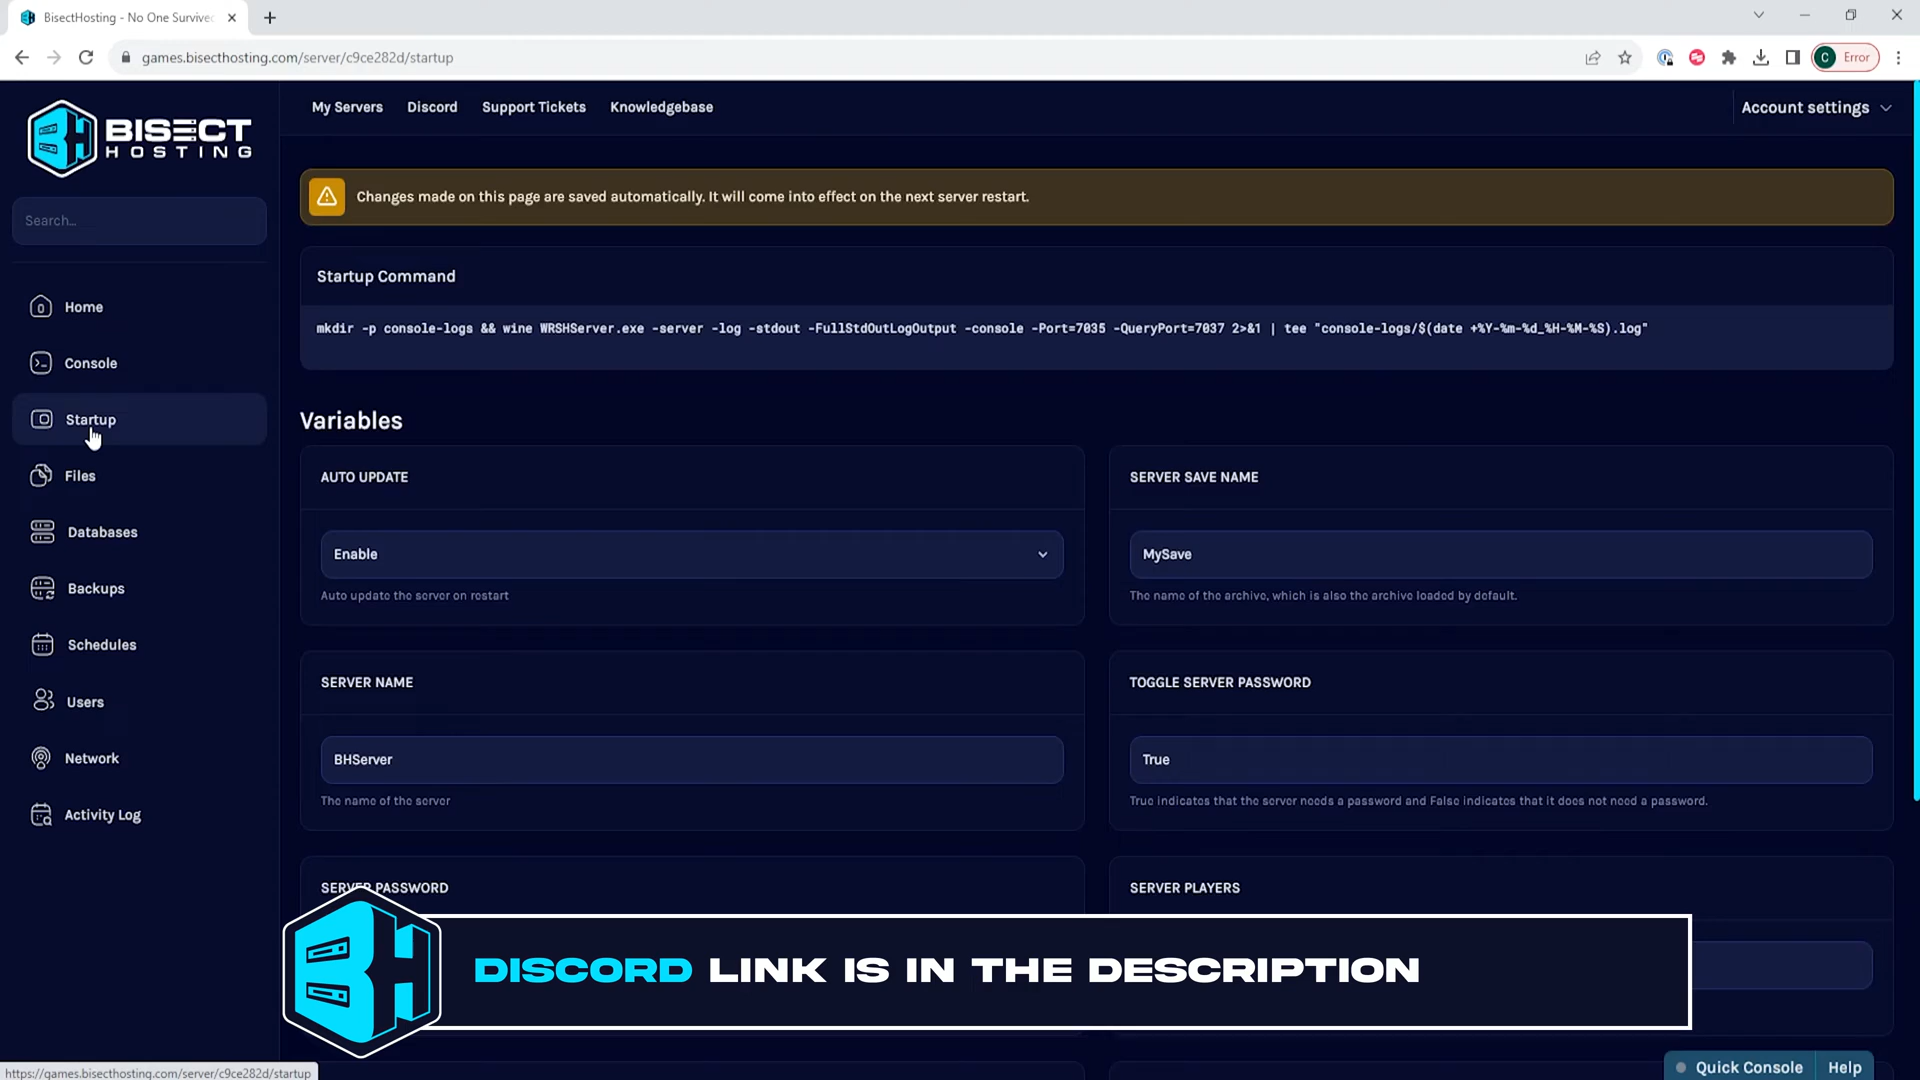 BisectHosting - No One Survived
games.bisecthosting.com/server/c9ce282d/startup
C Error
BISECT
HOSTING
My Servers Discord Support Tickets Knowledgebase
Account settings
Search...
Changes made on this page are saved automatically. It will come into effect on the next server restart.
Startup Command
mkdir -p console-logs && wine WRSHServer.exe -server -log -stdout -FullStdOutLogOutput -console -Port=7035 -QueryPort=7037 2>&1 | tee "console-logs/$(date +%Y-%m-%d_%H-%M-%S).log"
Home
Console
Startup
Files
Databases
Backups
Schedules
Users
Network
Activity Log
Variables
AUTO UPDATE
Enable
Auto update the server on restart
SERVER SAVE NAME
MySave
The name of the archive, which is also the archive loaded by default.
SERVER NAME
BHServer
The name of the server
TOGGLE SERVER PASSWORD
True
True indicates that the server needs a password and False indicates that it does not need a password.
SERVER PASSWORD
SERVER PLAYERS
DISCORD LINK IS IN THE DESCRIPTION
https://games.bisecthosting.com/server/c9ce282d/startup
Quick Console
Help